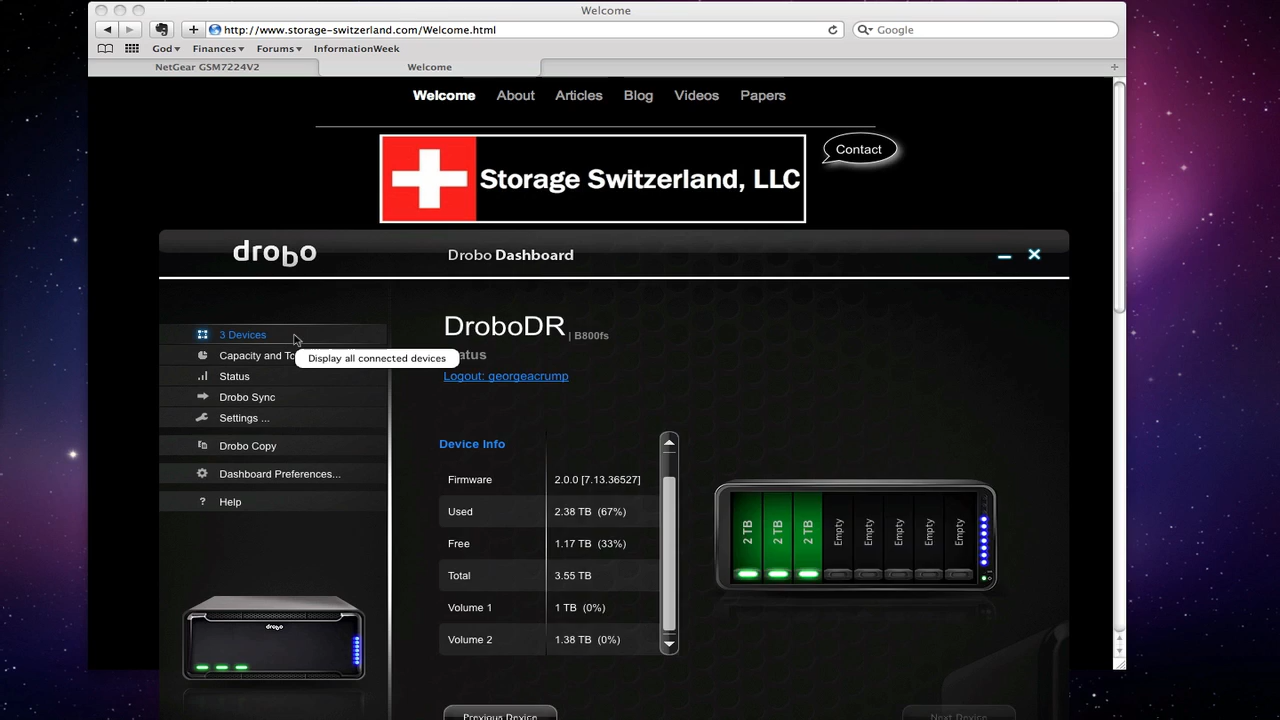 Welcome
http://www.storage-switzerland.com/Welcome.html
Google
God Finances Forums InformationWeek
NetGear GSM7224V2
Welcome
Welcome About Articles Blog Videos Papers
Storage Switzerland, LLC
Contact
drobo
Drobo Dashboard
3 Devices
Capacity and To
Display all connected devices
Status
Drobo Sync
Settings ...
Drobo Copy
Dashboard Preferences...
? Help
drobo
DroboDR | B800fs
atus
Logout: georgeacrump
Device Info
Firmware 2.0.0 [7.13.36527]
Used 2.38 TB (67%)
Free 1.17 TB (33%)
Total 3.55 TB
Volume 1 1 TB (0%)
Volume 2 1.38 TB (0%)
2 TB 2 TB 2 TB Empty Empty Empty Empty Empty
Previous Device
Next Device